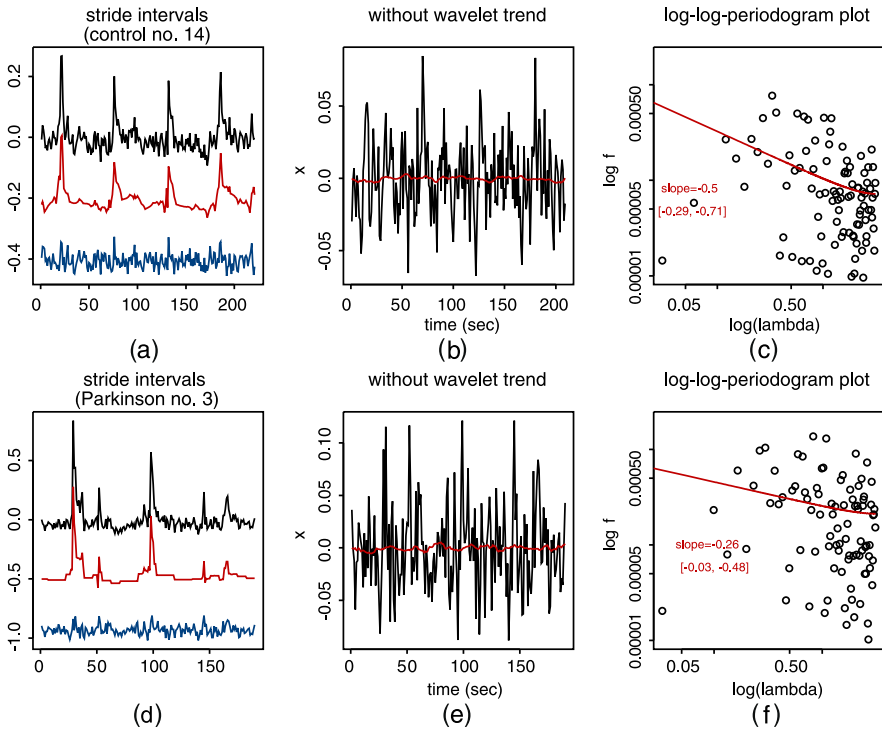 stride intervals
(control no. 14)
without wavelet trend
log-log-periodogram plot
0.2
0.0
-0.2
-0.4
0 50 100 150 200
x
0.05
0.0
-0.05
0 50 100 150 200
time (sec)
log f
0.00050
0.00005
0.00001
slope=-0.5
[-0.29, -0.71]
0.05 0.50
log(lambda)
(a)
(b)
(c)
stride intervals
(Parkinson no. 3)
without wavelet trend
log-log-periodogram plot
0.5
0.0
-0.5
-1.0
0 50 100 150
x
0.10
0.05
0.0
-0.05
0 50 100 150
time (sec)
log f
0.00050
0.00005
0.00001
slope=-0.26
[-0.03, -0.48]
0.05 0.50
log(lambda)
(d)
(e)
(f)